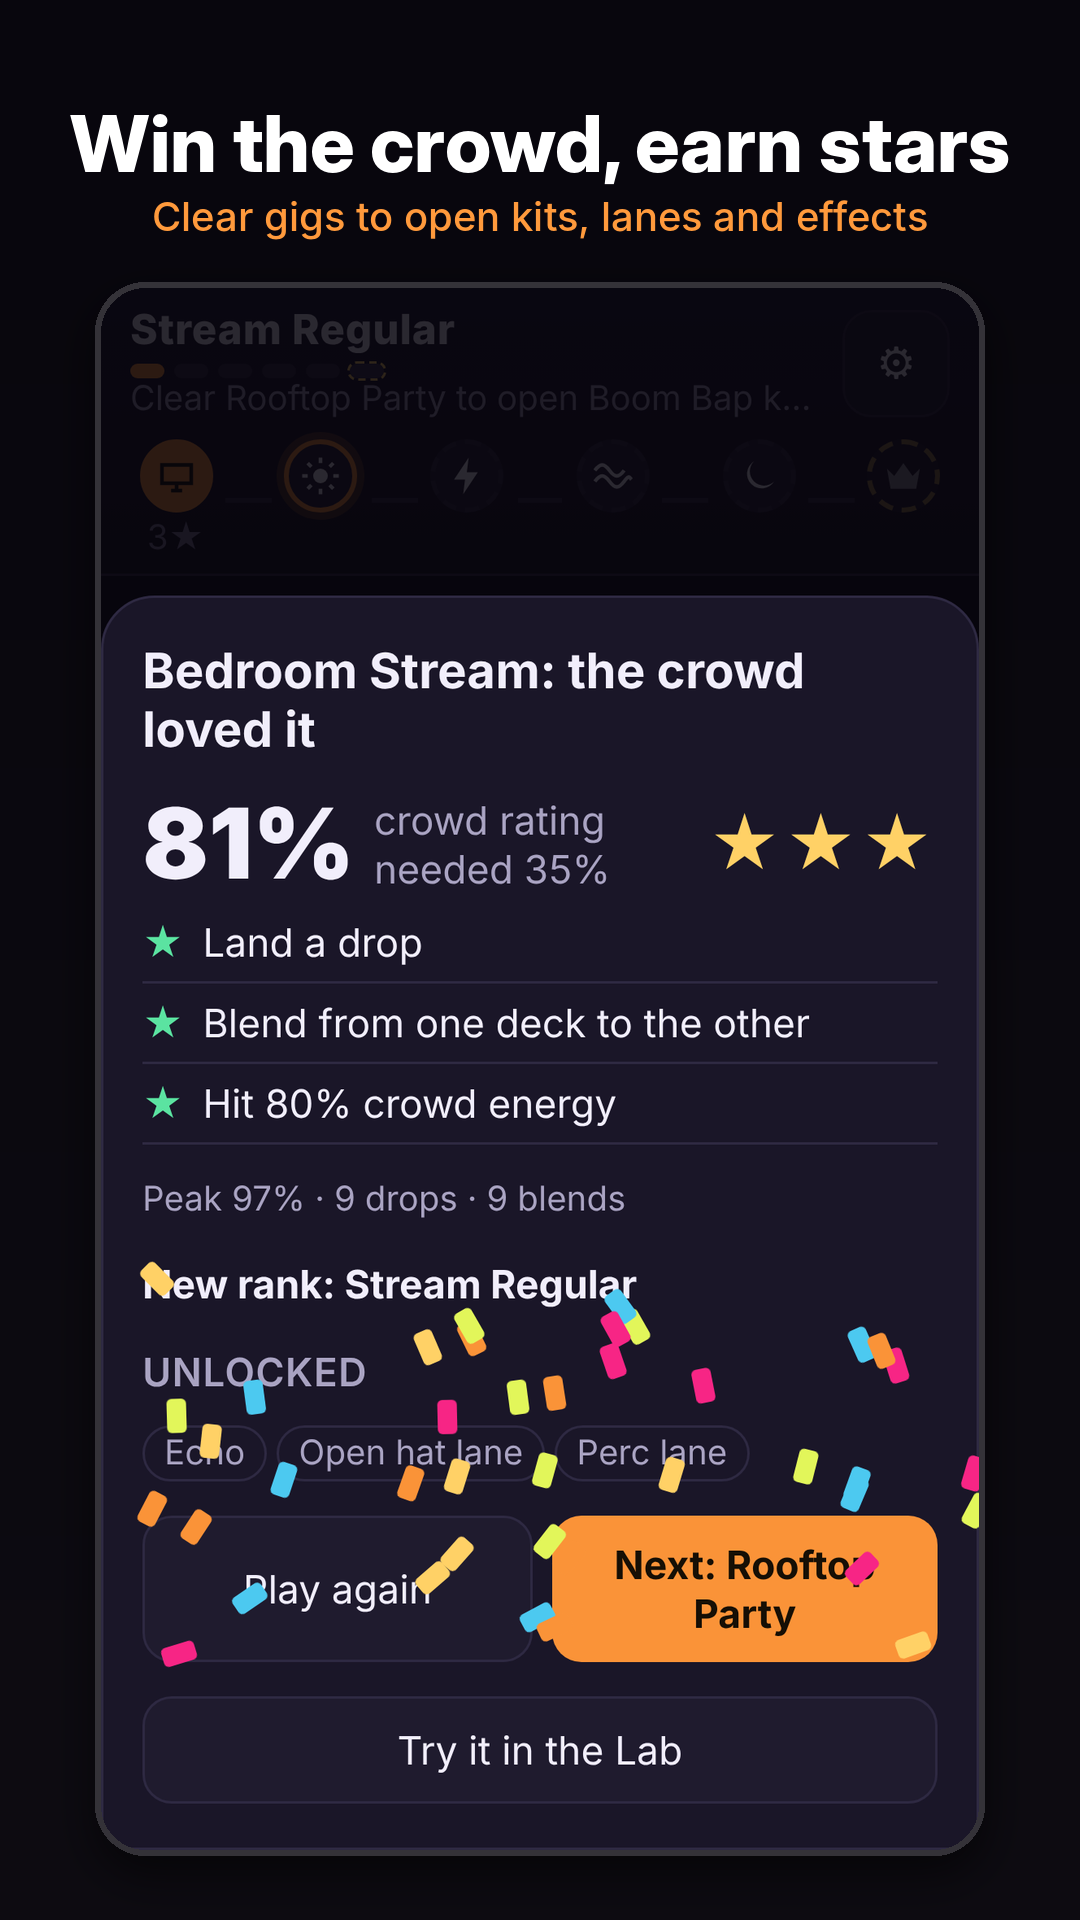 Win the crowd, earn stars
Clear gigs to open kits, lanes and effects
Stream Regular
Clear Rooftop Party to open Boom Bap k...
3★
Bedroom Stream: the crowd
loved it
81%
crowd rating
needed 35%
★ ★ ★
★ Land a drop
★ Blend from one deck to the other
★ Hit 80% crowd energy
Peak 97% · 9 drops · 9 blends
New rank: Stream Regular
UNLOCKED
Echo
Open hat lane
Perc lane
Play again
Next: Rooftop
Party
Try it in the Lab